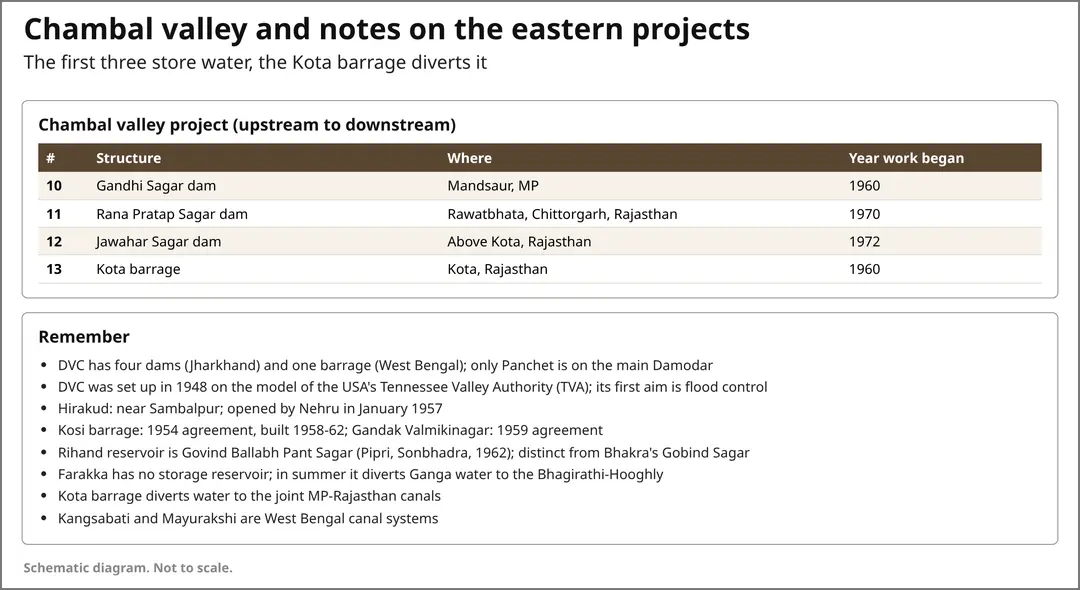 Chambal valley and notes on the eastern projects
The first three store water, the Kota barrage diverts it
Chambal valley project (upstream to downstream)
# Structure Where Year work began
10 Gandhi Sagar dam Mandsaur, MP 1960
11 Rana Pratap Sagar dam Rawatbhata, Chittorgarh, Rajasthan 1970
12 Jawahar Sagar dam Above Kota, Rajasthan 1972
13 Kota barrage Kota, Rajasthan 1960
Remember
• DVC has four dams (Jharkhand) and one barrage (West Bengal); only Panchet is on the main Damodar
• DVC was set up in 1948 on the model of the USA's Tennessee Valley Authority (TVA); its first aim is flood control
• Hirakud: near Sambalpur; opened by Nehru in January 1957
• Kosi barrage: 1954 agreement, built 1958-62; Gandak Valmikinagar: 1959 agreement
• Rihand reservoir is Govind Ballabh Pant Sagar (Pipri, Sonbhadra, 1962); distinct from Bhakra's Gobind Sagar
• Farakka has no storage reservoir; in summer it diverts Ganga water to the Bhagirathi-Hooghly
• Kota barrage diverts water to the joint MP-Rajasthan canals
• Kangsabati and Mayurakshi are West Bengal canal systems
Schematic diagram. Not to scale.